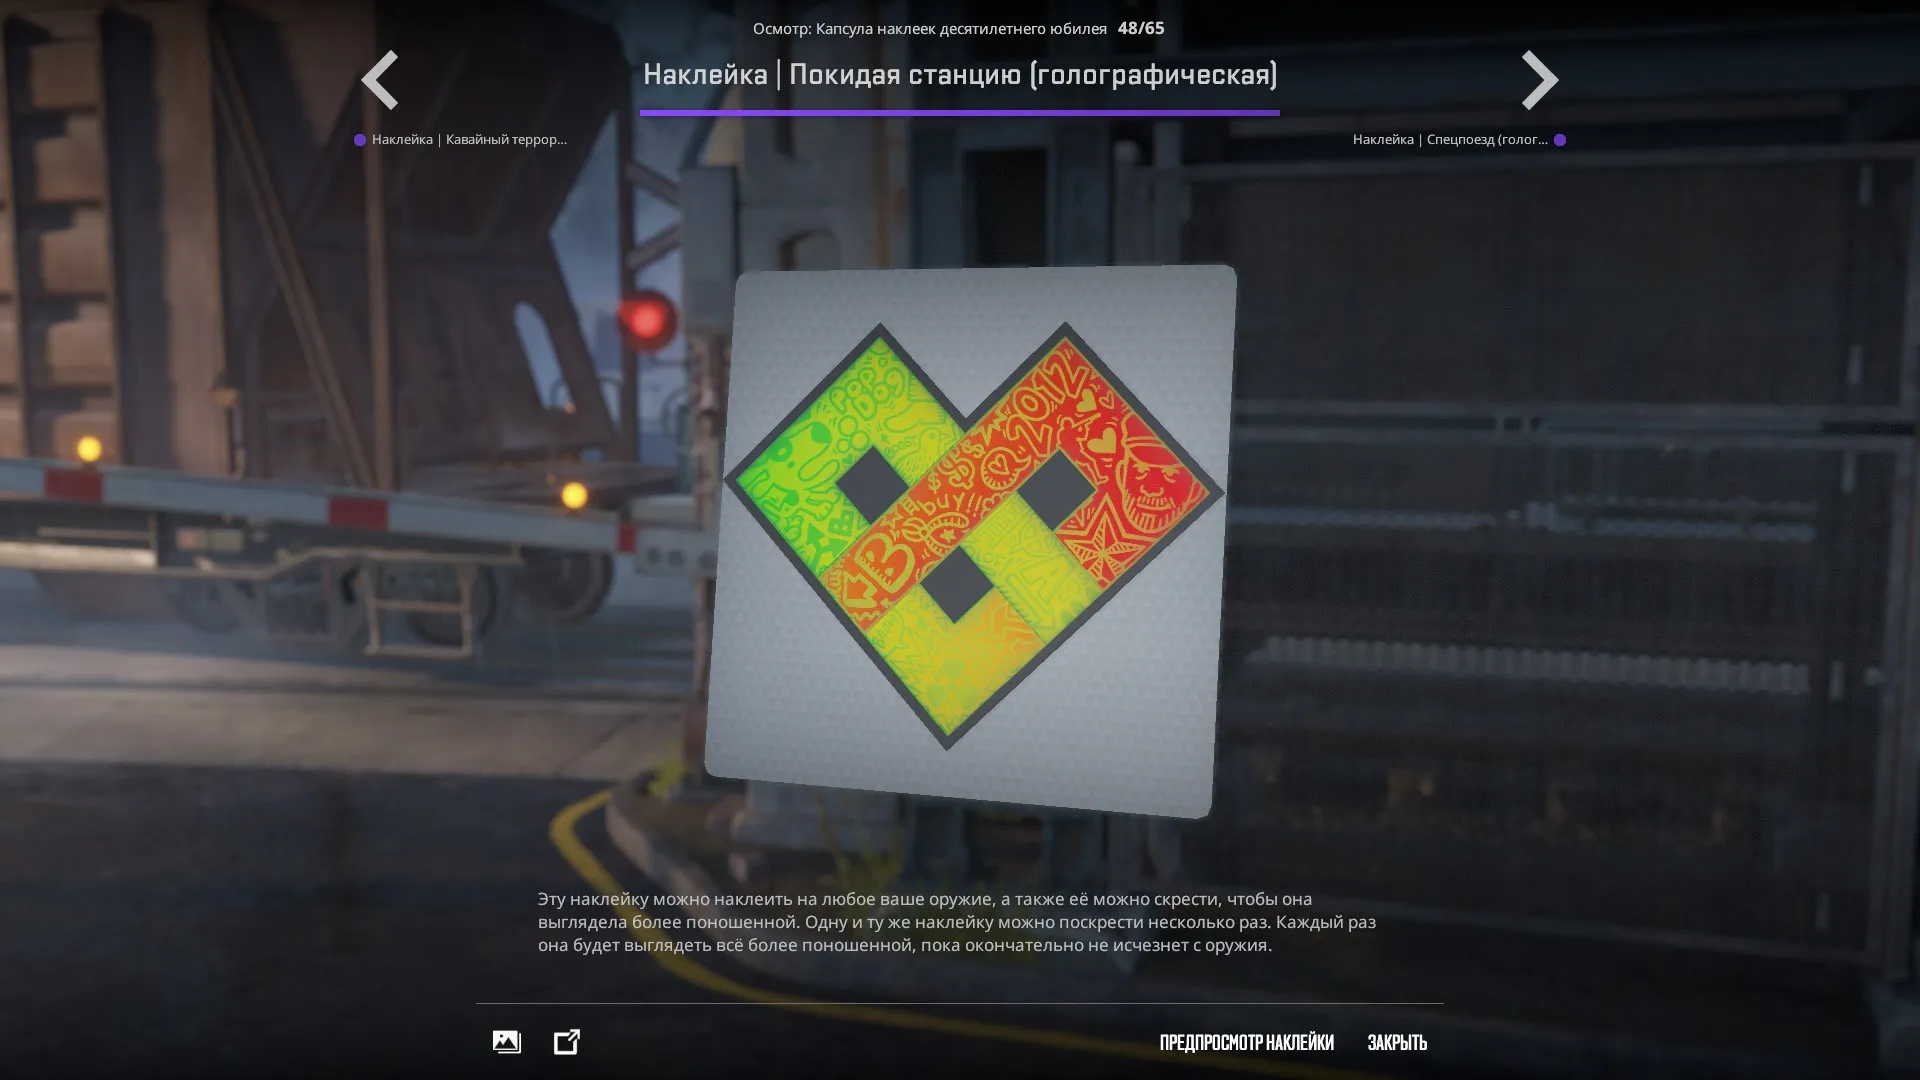 Осмотр: Капсула наклеек десятилетнего юбилея 48/65
Наклейка | Покидая станцию (голографическая)
Наклейка | Кавайный террор...
Наклейка | Спецпоезд (голог...
2012
$$$
buy!!
B
A
Эту наклейку можно наклеить на любое ваше оружие, а также её можно скрести, чтобы она
выглядела более поношенной. Одну и ту же наклейку можно поскрести несколько раз. Каждый раз
она будет выглядеть всё более поношенной, пока окончательно не исчезнет с оружия.
ПРЕДПРОСМОТР НАКЛЕЙКИ
ЗАКРЫТЬ